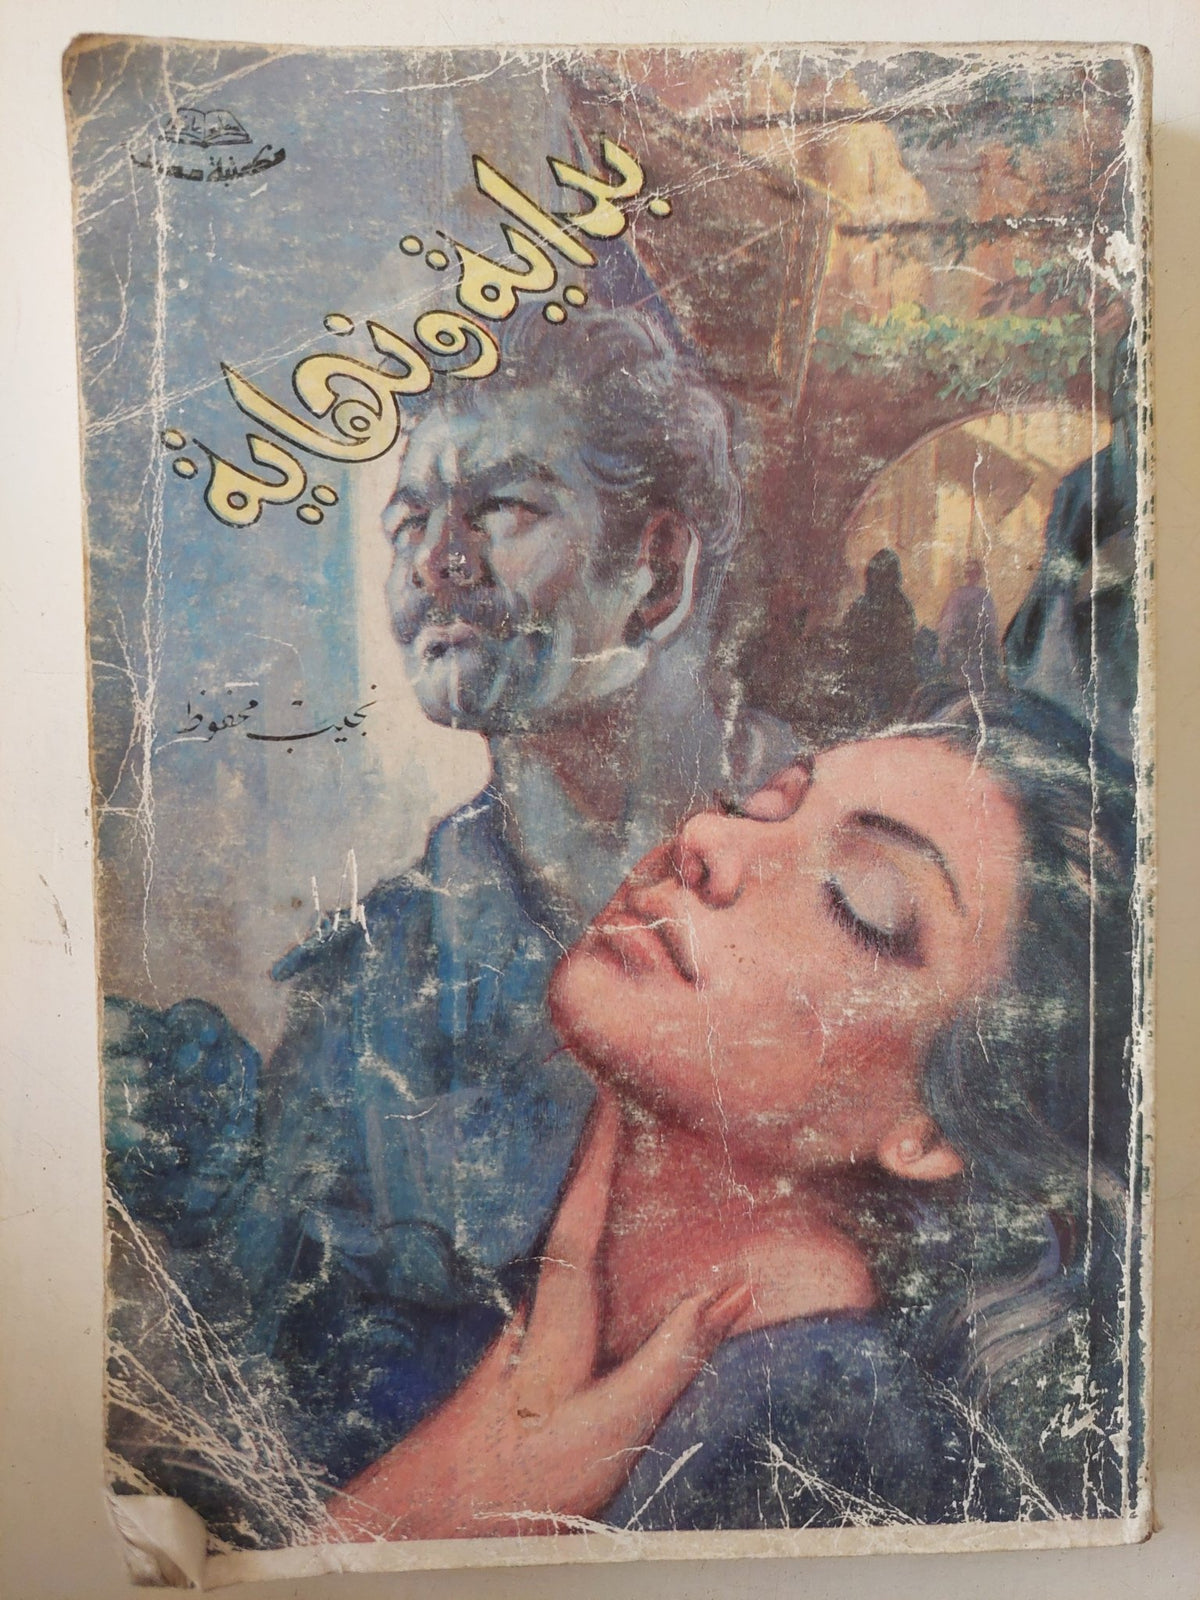 مكتبة مصر
بداية ونهاية
نجيب محفوظ